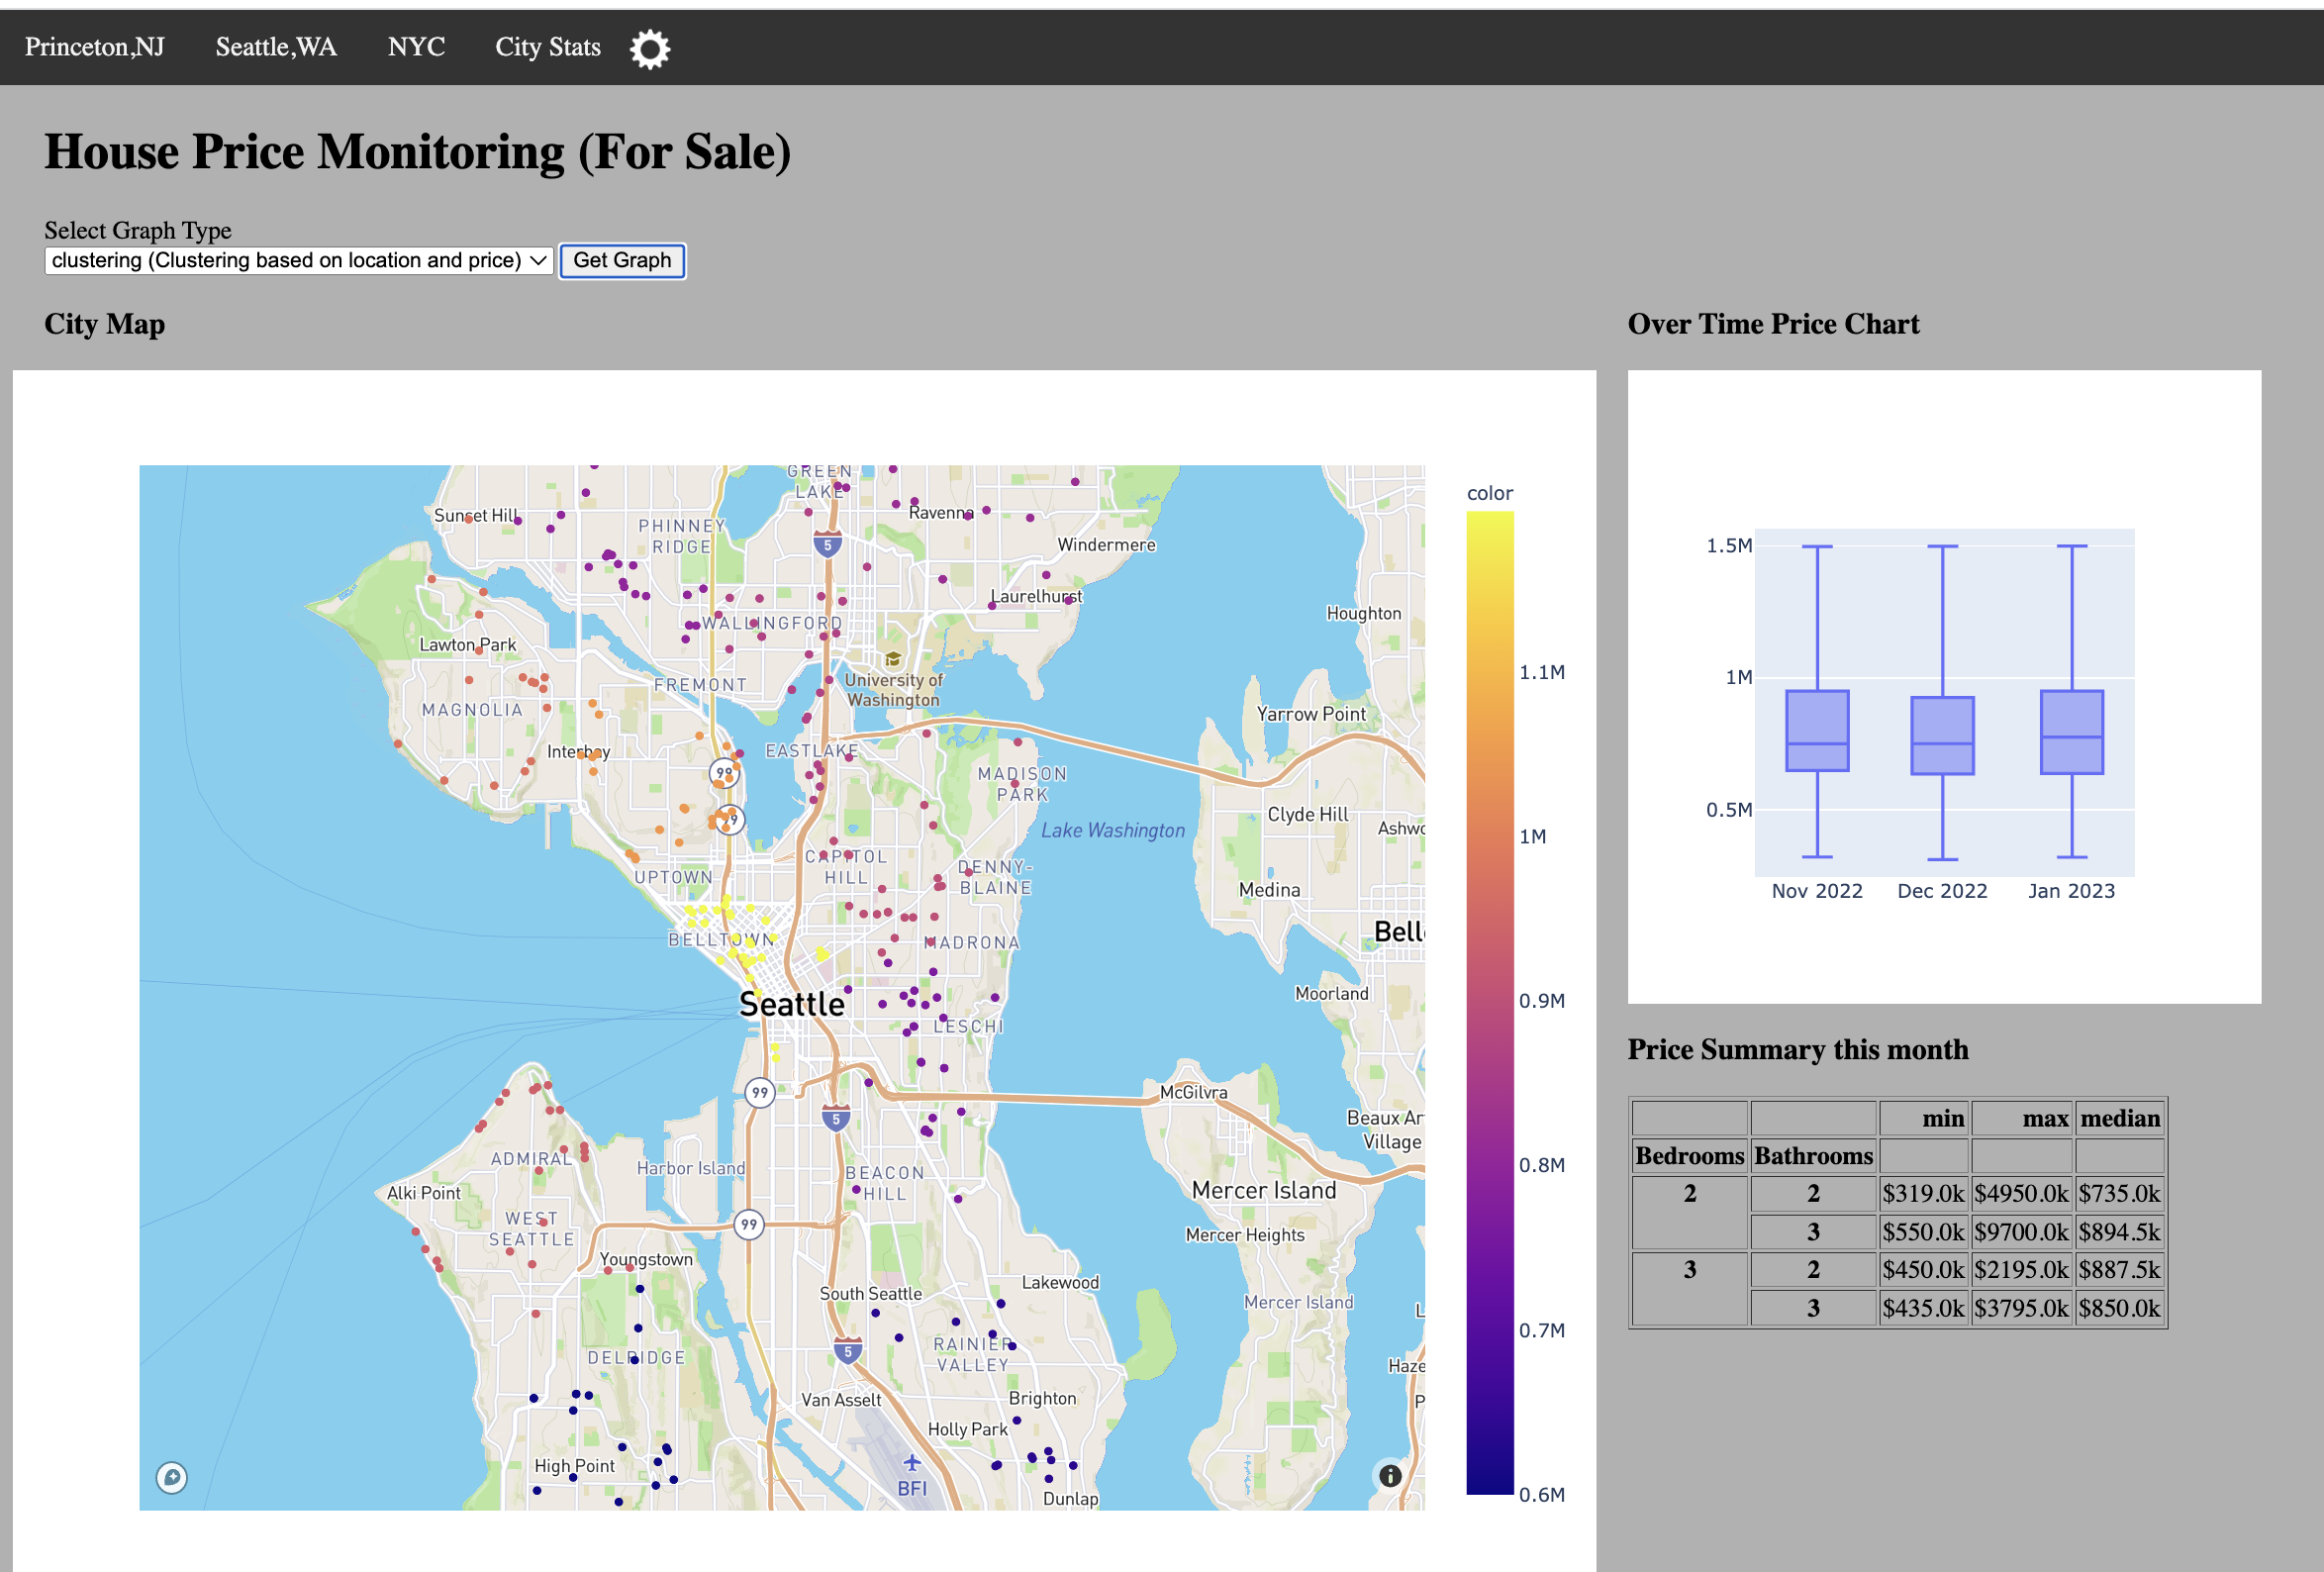 Princeton,NJ Seattle,WA NYC City Stats
House Price Monitoring (For Sale)
Select Graph Type
clustering (Clustering based on location and price) Get Graph
City Map
GREEN
LAKE
Sunset Hill
Ravenna
PHINNEY
RIDGE
5
Windermere
Laurelhurst
Houghton
WALLINGFORD
Lawton Park
University of
Washington
FREMONT
MAGNOLIA
Yarrow Point
Interbay
EASTLAKE
99
MADISON
PARK
Clyde Hill
99
Lake Washington
Ashwo
CAPITOL
HILL
DENNY-
BLAINE
UPTOWN
Medina
BELLTOWN
MADRONA
Bell
Seattle
Moorland
LESCHI
99
McGilvra
5
Beaux Ar
Village
ADMIRAL
Harbor Island
BEACON
HILL
Alki Point
Mercer Island
WEST
SEATTLE
99
Mercer Heights
Youngstown
Lakewood
South Seattle
Mercer Island
L
RAINIER
VALLEY
DELRIDGE
5
Haze
Van Asselt
Brighton
P
Holly Park
High Point
BFI
Dunlap
color
1.1M
1M
0.9M
0.8M
0.7M
0.6M
Over Time Price Chart
1.5M
1M
0.5M
Nov 2022 Dec 2022 Jan 2023
Price Summary this month
min max median
Bedrooms Bathrooms
2 2 $319.0k $4950.0k $735.0k
3 $550.0k $9700.0k $894.5k
3 2 $450.0k $2195.0k $887.5k
3 $435.0k $3795.0k $850.0k